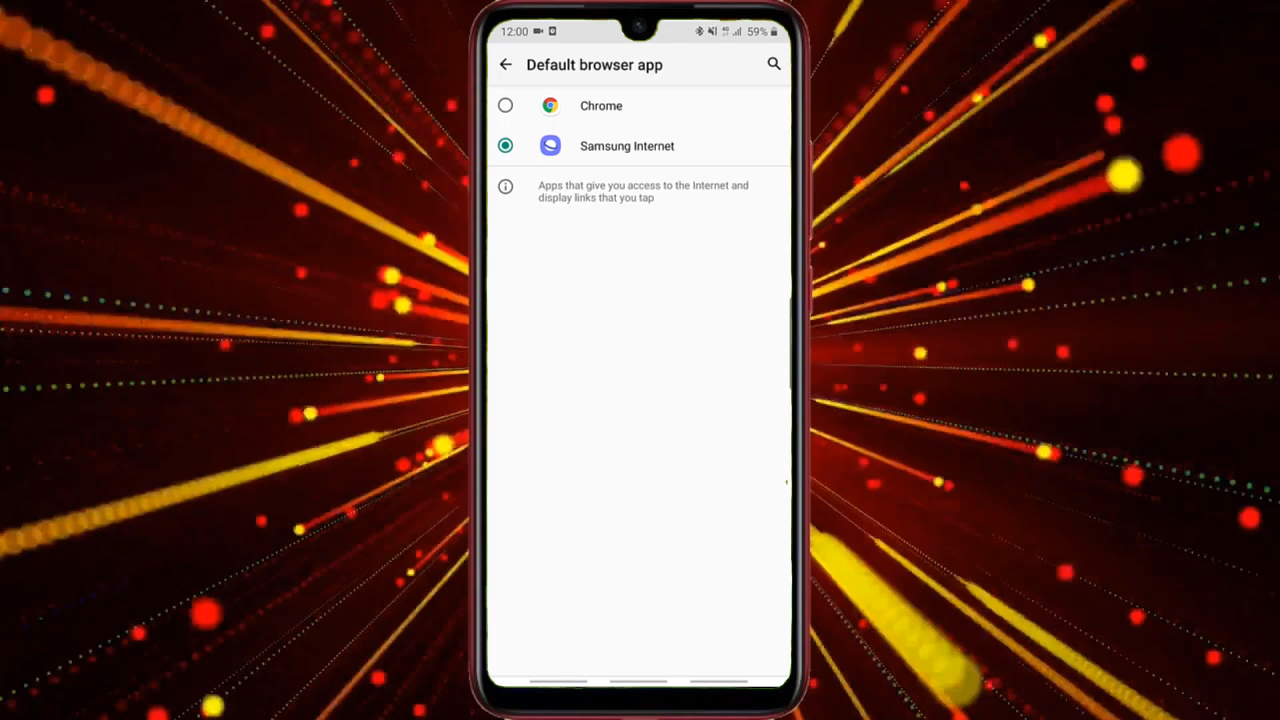 12:00 59%
Default browser app
Chrome
Samsung Internet
Apps that give you access to the Internet and
display links that you tap